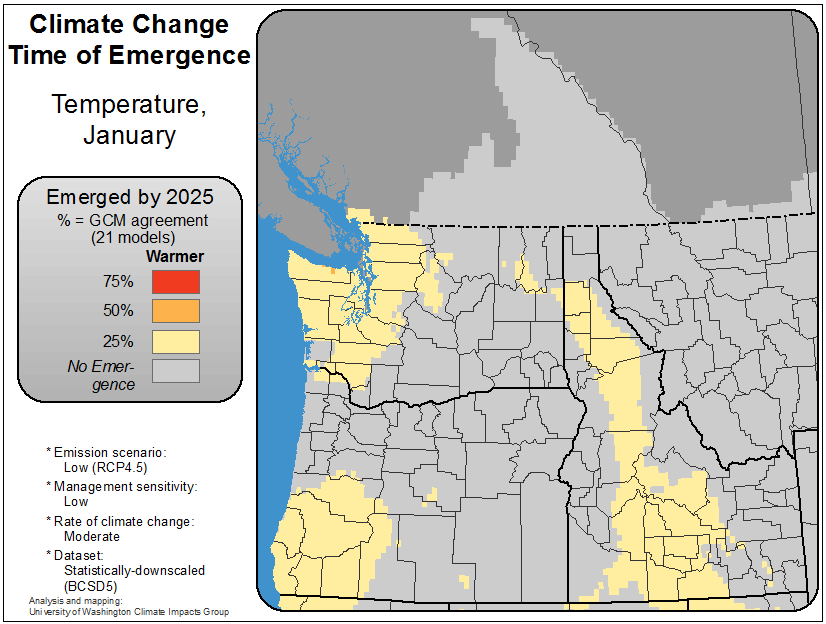 Climate Change
Time of Emergence
Temperature,
January
Emerged by 2025
% = GCM agreement
(21 models)
Warmer
75%
50%
25%
No Emer-
gence
* Emission scenario:
Low (RCP4.5)
* Management sensitivity:
Low
* Rate of climate change:
Moderate
* Dataset:
Statistically-downscaled
(BCSD5)
Analysis and mapping:
University of Washington Climate Impacts Group